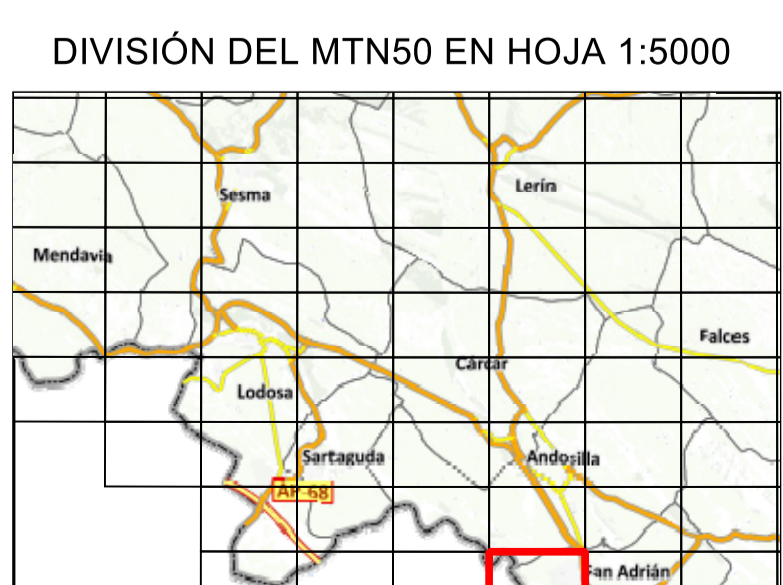 DIVISIÓN DEL MTN50 EN HOJA 1:5000
Lerín
Sesma
Mendavia
Falces
Cárcar
Lodosa
Sartaguda
Andosilla
AP-68
San Adrián